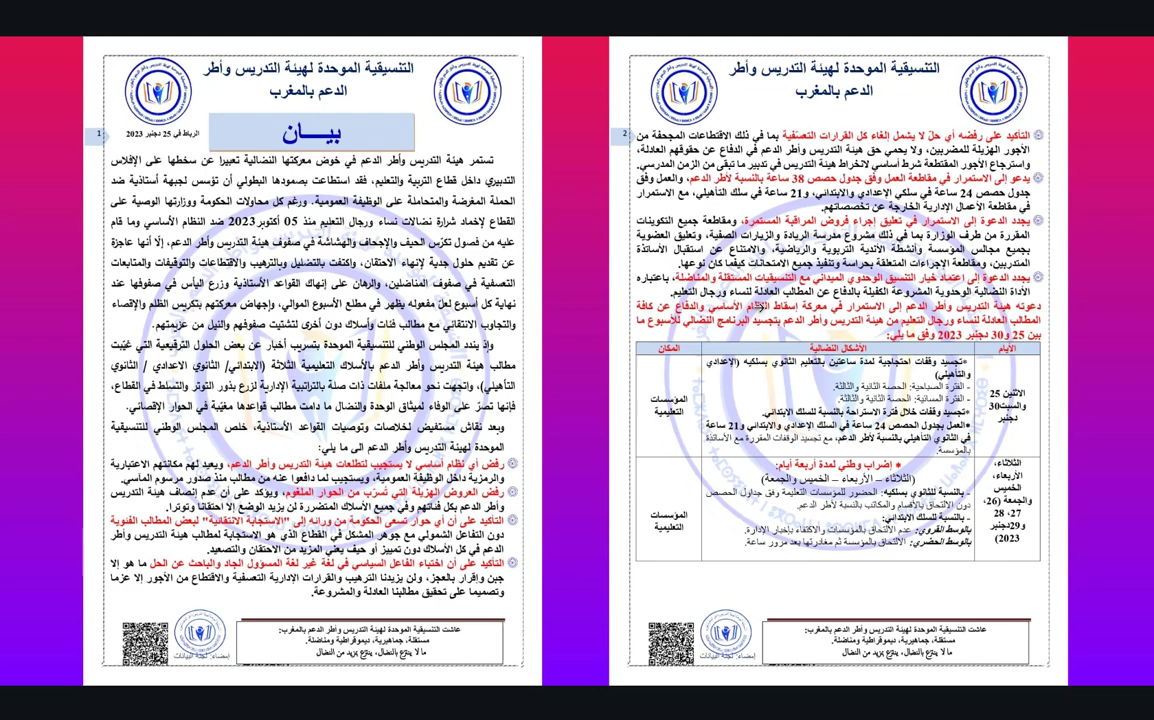 التنسيقية الموحدة لهيئة التدريس وأطر
الدعم بالمغرب
بيـــــان
الرباط في 25 دجنبر 2023
1
تستمر هيئة التدريس وأطر الدعم في خوض معركتها النضالية تعبيرا عن سخطها على الإفلاس
التدبيري داخل قطاع التربية والتعليم، فقد استطاعت بصمودها البطولي أن تؤسس لجبهة أستاذية ضد
الحملة المغرضة والمتحاملة على الوظيفة العمومية. ورغم كل محاولات الحكومة ووزارتها الوصية على
القطاع لإخماد شرارة نضالات نساء ورجال التعليم منذ 05 أكتوبر 2023 ضد النظام الأساسي وما قام
عليه من فصول تكرّس الحيف والإجحاف والهشاشة في صفوف هيئة التدريس وأطر الدعم، إلّا أنها عاجزة
عن تقديم حلول جدية لإنهاء الاحتقان، واكتفت بالتضليل وبالترهيب والاقتطاعات والتوقيفات والمتابعات
التعسفية في صفوف المناضلين، والرهان على إنهاك القواعد الأستاذية وزرع اليأس في صفوفها عند
نهاية كل أسبوع لعلّ مفعوله يظهر في مطلع الأسبوع الموالي، وإجهاض معركتهم بتكريس الظلم والإقصاء
والتجاوب الانتقائي مع مطالب فئات وأسلاك دون أخرى لتشتيت صفوفهم والنيل من عزيمتهم.
وإذ يندد المجلس الوطني للتنسيقية الموحدة بتسريب أخبار عن بعض الحلول الترقيعية التي غيّبت
مطالب هيئة التدريس وأطر الدعم بالأسلاك التعليمية الثلاثة (الابتدائي/ الثانوي الاعدادي / الثانوي
التأهيلي)، واتجهت نحو معالجة ملفات ذات صلة بالتراتبية الإدارية لزرع بذور التوتر والتسلط في القطاع،
فإنها تصرّ على الوفاء لميثاق الوحدة والنضال ما دامت مطالب قواعدها مغيّبة في الحوار الإقصائي.
وبعد نقاش مستفيض لخلاصات وتوصيات القواعد الأستاذية، خلص المجلس الوطني للتنسيقية
الموحدة لهيئة التدريس وأطر الدعم الى ما يلي:
رفض أي نظام أساسي لا يستجيب لتطلعات هيئة التدريس وأطر الدعم، ويعيد لهم مكانتهم الاعتبارية
والرمزية داخل الوظيفة العمومية، ويستجيب لما دافعوا عنه من مطالب منذ صدور مرسوم المآسي.
رفض العروض الهزيلة التي تسرّب من الحوار الملغوم، ويؤكد على أن عدم إنصاف هيئة التدريس
وأطر الدعم بكل فئاتهم وفي جميع الأسلاك المتضررة لن يزيد الوضع إلا احتقانا وتوترا.
التأكيد على أن أي حوار تسعى الحكومة من ورائه إلى "الاستجابة الانتقائية" لبعض المطالب الفئوية
دون التفاعل الشمولي مع جوهر المشكل في القطاع الذي هو الاستجابة لمطالب هيئة التدريس وأطر
الدعم في كل الأسلاك دون تمييز أو حيف يعني المزيد من الاحتقان والتصعيد.
التأكيد على أن اختباء الفاعل السياسي في لغة غير لغة المسؤول الجاد والباحث عن الحل ما هو إلا
جبن وإقرار بالعجز، ولن يزيدنا الترهيب والقرارات الإدارية التعسفية والاقتطاع من الأجور إلا عزما
وتصميما على تحقيق مطالبنا العادلة والمشروعة.
عاشت التنسيقية الموحدة لهيئة التدريس وأطر الدعم بالمغرب:
مستقلة، جماهيرية، ديموقراطية ومناضلة.
ما لا ينتزع بالنضال، ينتزع بمزيد من النضال
إمضاء: لجنة البيانات
التنسيقية الموحدة لهيئة التدريس وأطر
الدعم بالمغرب
2
التأكيد على رفضه أي حلّ لا يشمل إلغاء كل القرارات التعسّفية بما في ذلك الاقتطاعات المجحفة من
الأجور الهزيلة للمضربين، ولا يحمي حق هيئة التدريس وأطر الدعم في الدفاع عن حقوقهم العادلة،
واسترجاع الأجور المقتطعة شرط أساسي لانخراط هيئة التدريس في تدبير ما تبقى من الزمن المدرسي.
يدعو إلى الاستمرار في مقاطعة العمل وفق جدول حصص 38 ساعة بالنسبة لأطر الدعم، والعمل وفق
جدول حصص 24 ساعة في سلكي الإعدادي والابتدائي، و21 ساعة في سلك التأهيلي، مع الاستمرار
في مقاطعة الأعمال الإدارية الخارجة عن تخصصاتهم.
يجدد الدعوة إلى الاستمرار في تعليق إجراء فروض المراقبة المستمرة، ومقاطعة جميع التكوينات
المقررة من طرف الوزارة بما في ذلك مشروع مدرسة الريادة والزيارات الصفية، وتعليق العضوية
بجميع مجالس المؤسسة وأنشطة الأندية التربوية والرياضية، والامتناع عن استقبال الأساتذة
المتدربين، ومقاطعة الإجراءات المتعلقة بحراسة وتنفيذ جميع الامتحانات كيفما كان نوعها.
يجدد الدعوة إلى اعتماد خيار التنسيق الوحدوي الميداني مع التنسيقيات المستقلة والمناضلة، باعتباره
الأداة النضالية الوحدوية المشروعة الكفيلة بالدفاع عن المطالب العادلة لنساء ورجال التعليم.
دعوته هيئة التدريس وأطر الدعم إلى الاستمرار في معركة إسقاط النظام الأساسي والدفاع عن كافة
المطالب العادلة لنساء ورجال التعليم من هيئة التدريس وأطر الدعم بتجسيد البرنامج النضالي للأسبوع ما
بين 25 و30 دجنبر 2023 وفق ما يلي:
الأيام
الأشكال النضالية
المكان
الاثنين 25
والسبت30
دجنبر
•تجسيد وقفات احتجاجية لمدة ساعتين بالتعليم الثانوي بسلكيه (الإعدادي
والتأهيلي)
- الفترة الصباحية: الحصة الثانية والثالثة.
- الفترة المسائية: الحصة الثانية والثالثة.
•تجسيد وقفات خلال فترة الاستراحة بالنسبة للسلك الابتدائي.
•العمل بجدول الحصص 24 ساعة في السلك الإعدادي والابتدائي و21 ساعة
في الثانوي التأهيلي بالنسبة لأطر الدعم، مع تجسيد الوقفات المقررة مع الأساتذة
بالمؤسسة.
المؤسسات
التعليمية
الثلاثاء،
الأربعاء،
الخميس
والجمعة (26،
27، 28
و29دجنبر
2023)
* إضراب وطني لمدة أربعة أيام:
(الثلاثاء – الأربعاء – الخميس والجمعة)
- بالنسبة للثانوي بسلكيه: الحضور للمؤسسات التعليمة وفق جداول الحصص
دون الالتحاق بالأقسام والمكاتب بالنسبة لأطر الدعم.
- بالنسبة للسلك الابتدائي:
بالوسط القروي: عدم الالتحاق بالمؤسسات والاكتفاء بإخبار الإدارة.
بالوسط الحضري: الالتحاق بالمؤسسة ثم مغادرتها بعد مرور ساعة.
المؤسسات
التعليمية
عاشت التنسيقية الموحدة لهيئة التدريس وأطر الدعم بالمغرب:
مستقلة، جماهيرية، ديموقراطية ومناضلة.
ما لا ينتزع بالنضال، ينتزع بمزيد من النضال
إمضاء: لجنة البيانات